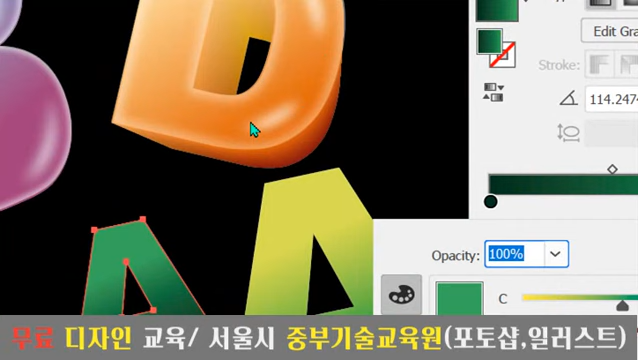 D
Edit Gra
Stroke:
114.2474
A
A
Opacity: 100%
C
무료 디자인 교육/ 서울시 중부기술교육원(포토샵,일러스트)